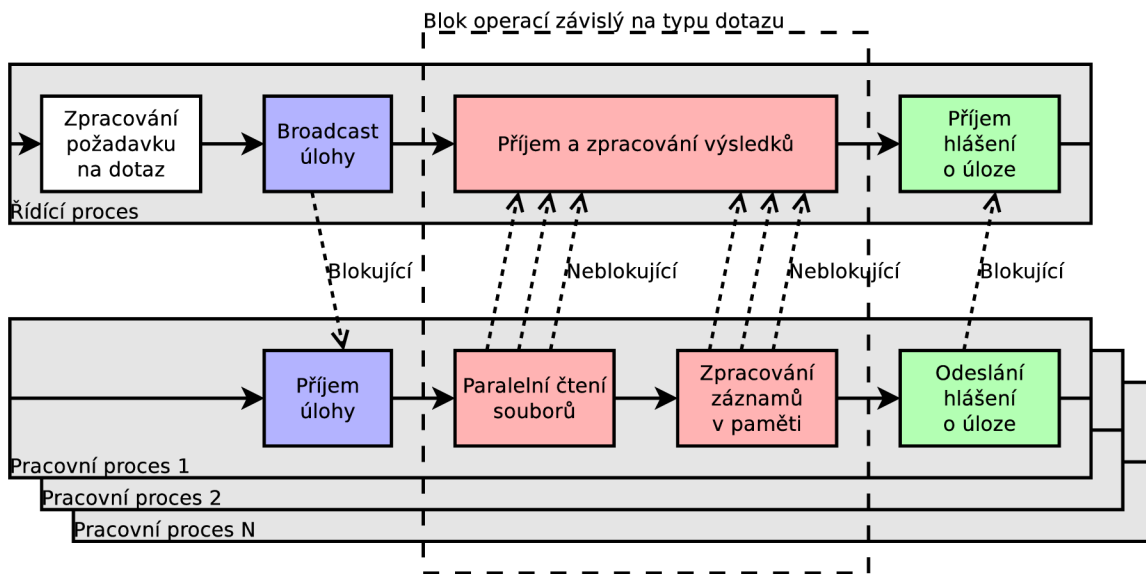 Blok operací závislý na typu dotazu
Zpracování
požadavku
na dotaz
Broadcast
úlohy
Příjem a zpracování výsledků
Příjem
hlášení
o úloze
Řídící proces
Blokující
Neblokující
Neblokující
Blokující
Příjem
úlohy
Paralelní čtení
souborů
Zpracování
záznamů
v paměti
Odeslání
hlášení
o úloze
Pracovní proces 1
Pracovní proces 2
Pracovní proces N